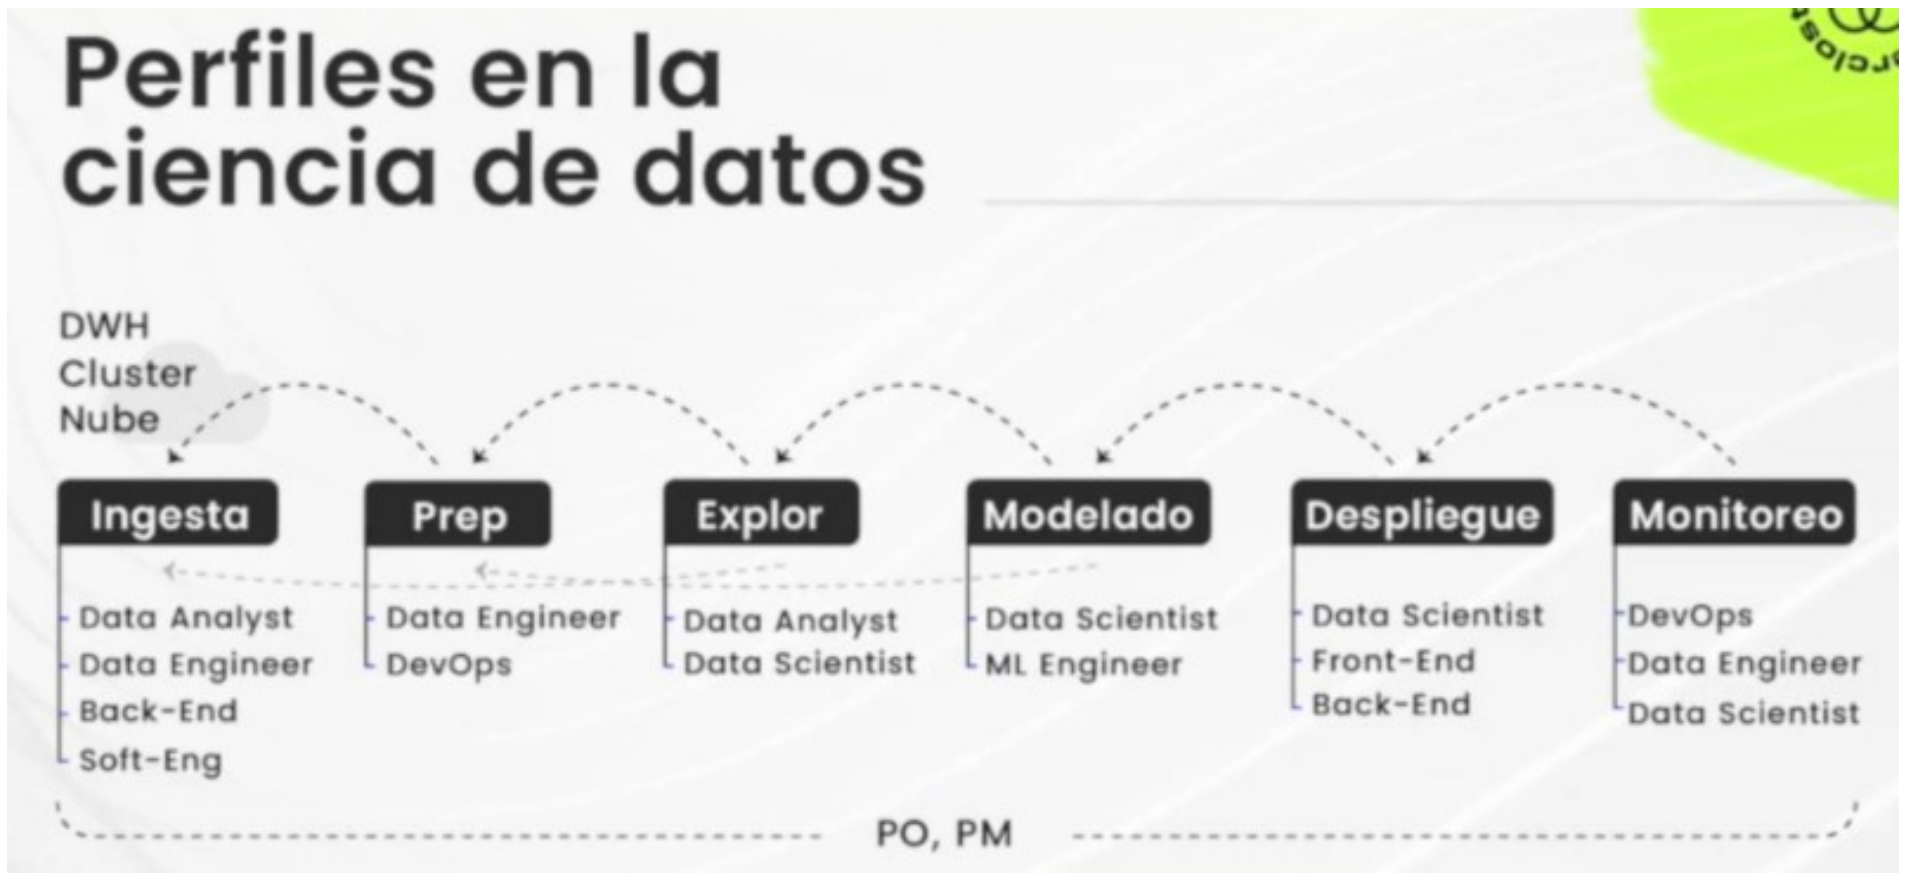 Perfiles en la
ciencia de datos
DWH
Cluster
Nube
Ingesta
Data Analyst
Data Engineer
Back-End
Soft-Eng
Prep
Data Engineer
DevOps
Explor
Data Analyst
Data Scientist
Modelado
Data Scientist
ML Engineer
Despliegue
Data Scientist
Front-End
Back-End
Monitoreo
DevOps
Data Engineer
Data Scientist
PO, PM